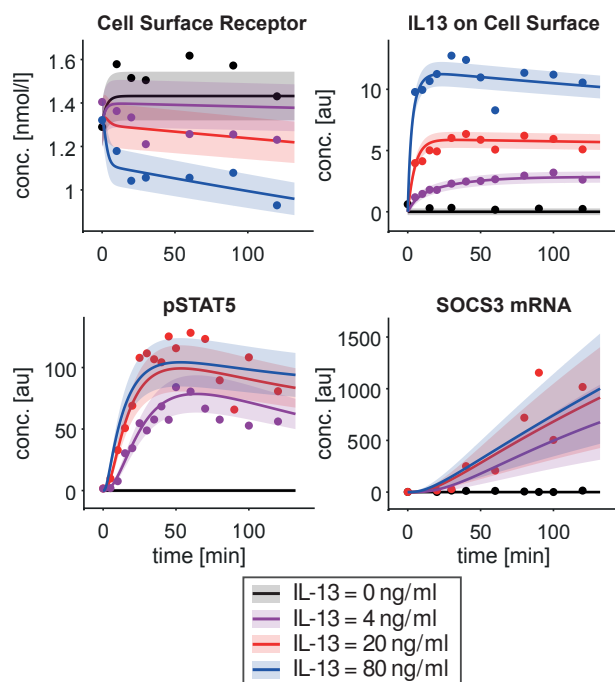 Cell Surface Receptor
IL13 on Cell Surface
conc. [nmol/l]
1.6
1.4
1.2
1
0
50
100
conc. [au]
10
5
0
0
50
100
pSTAT5
SOCS3 mRNA
conc. [au]
100
50
0
0
50
100
time [min]
conc. [au]
1500
1000
500
0
0
50
100
time [min]
IL-13 = 0 ng/ml
IL-13 = 4 ng/ml
IL-13 = 20 ng/ml
IL-13 = 80 ng/ml